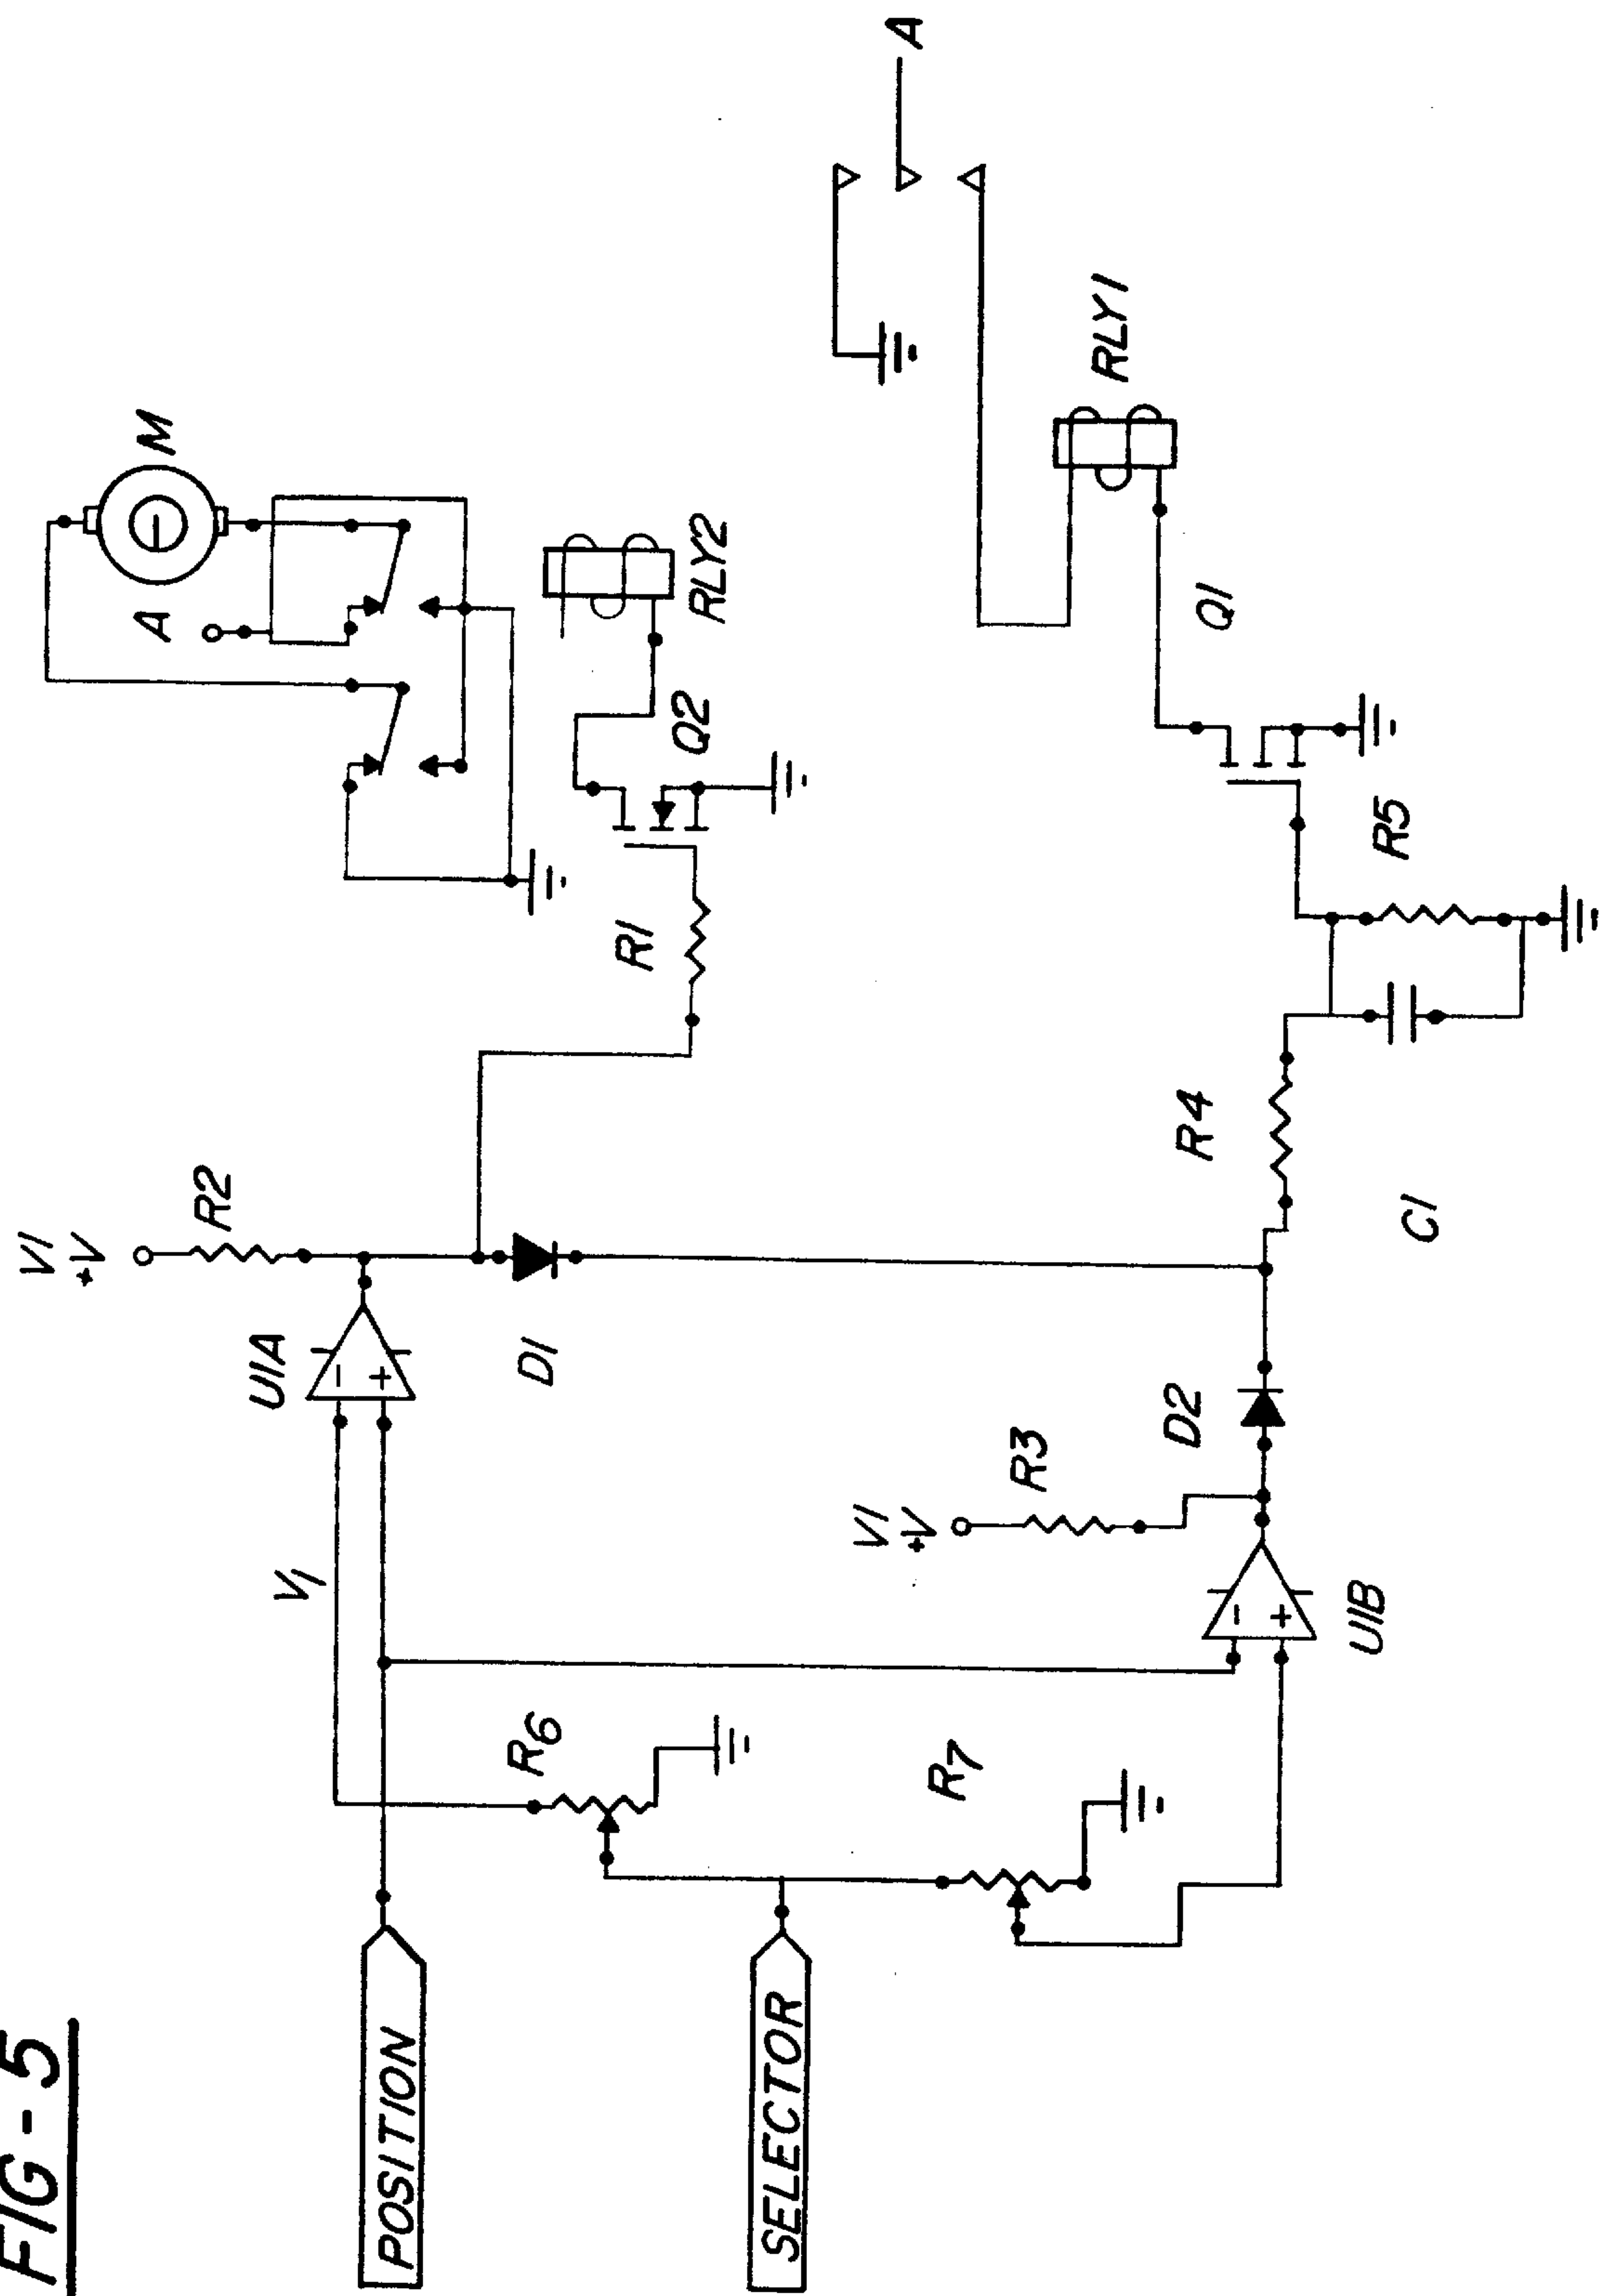 FIG-5
POSITION
SELECTOR
V1
R6
R7
U1A
U1B
V1
+V
R2
V1
+V
R3
D1
D2
R4
C1
R1
R5
Q2
Q1
RLY2
RLY1
A
M
A